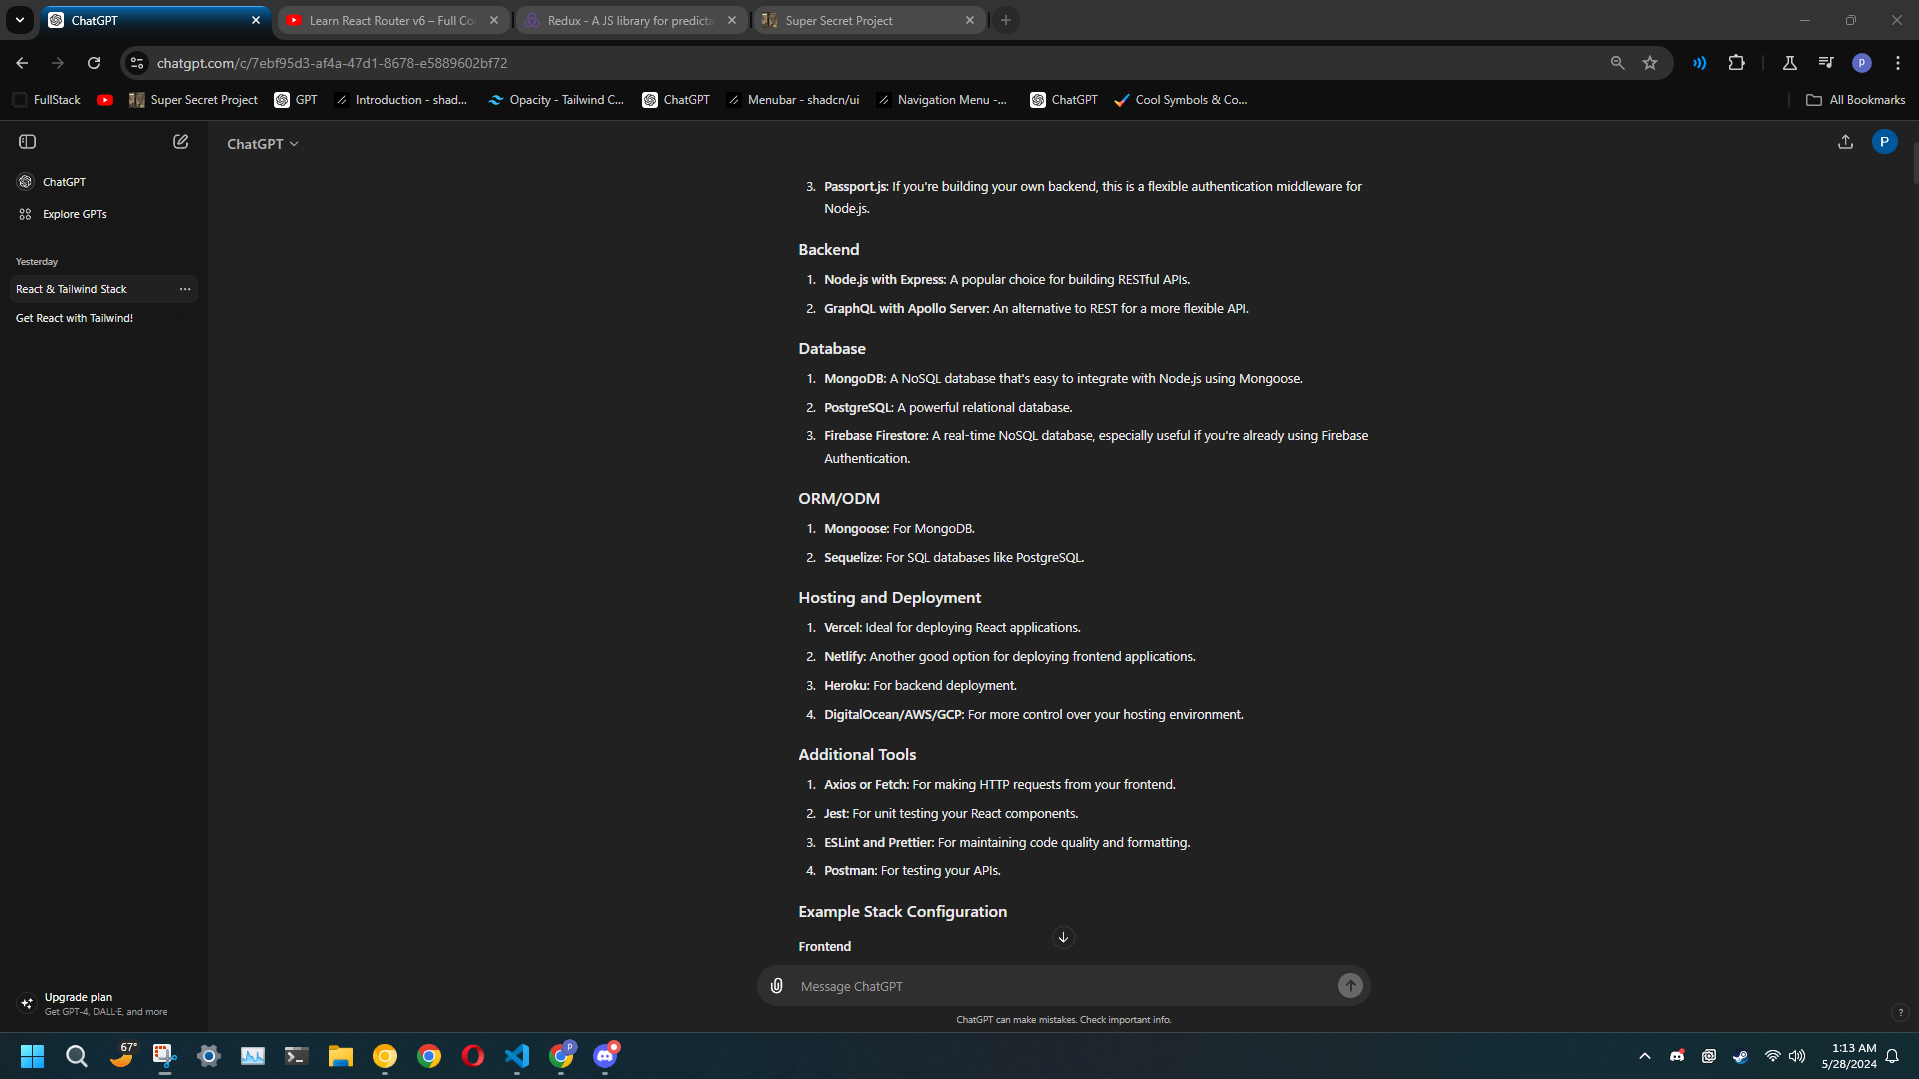 ChatGPT
Learn React Router v6 – Full Cou
Redux - A JS library for predicta
Super Secret Project
chatgpt.com/c/7ebf95d3-af4a-47d1-8678-e5889602bf72
P
FullStack
Super Secret Project
GPT
Introduction - shad...
Opacity - Tailwind C...
ChatGPT
Menubar - shadcn/ui
Navigation Menu -...
ChatGPT
Cool Symbols & Co...
All Bookmarks
ChatGPT
P
ChatGPT
Explore GPTs
Yesterday
React & Tailwind Stack
Get React with Tailwind!
3. Passport.js: If you're building your own backend, this is a flexible authentication middleware for
Node.js.
Backend
1. Node.js with Express: A popular choice for building RESTful APIs.
2. GraphQL with Apollo Server: An alternative to REST for a more flexible API.
Database
1. MongoDB: A NoSQL database that's easy to integrate with Node.js using Mongoose.
2. PostgreSQL: A powerful relational database.
3. Firebase Firestore: A real-time NoSQL database, especially useful if you're already using Firebase
Authentication.
ORM/ODM
1. Mongoose: For MongoDB.
2. Sequelize: For SQL databases like PostgreSQL.
Hosting and Deployment
1. Vercel: Ideal for deploying React applications.
2. Netlify: Another good option for deploying frontend applications.
3. Heroku: For backend deployment.
4. DigitalOcean/AWS/GCP: For more control over your hosting environment.
Additional Tools
1. Axios or Fetch: For making HTTP requests from your frontend.
2. Jest: For unit testing your React components.
3. ESLint and Prettier: For maintaining code quality and formatting.
4. Postman: For testing your APIs.
Example Stack Configuration
Frontend
Upgrade plan
Get GPT-4, DALL·E, and more
Message ChatGPT
ChatGPT can make mistakes. Check important info.
?
67°
P
1:13 AM
5/28/2024